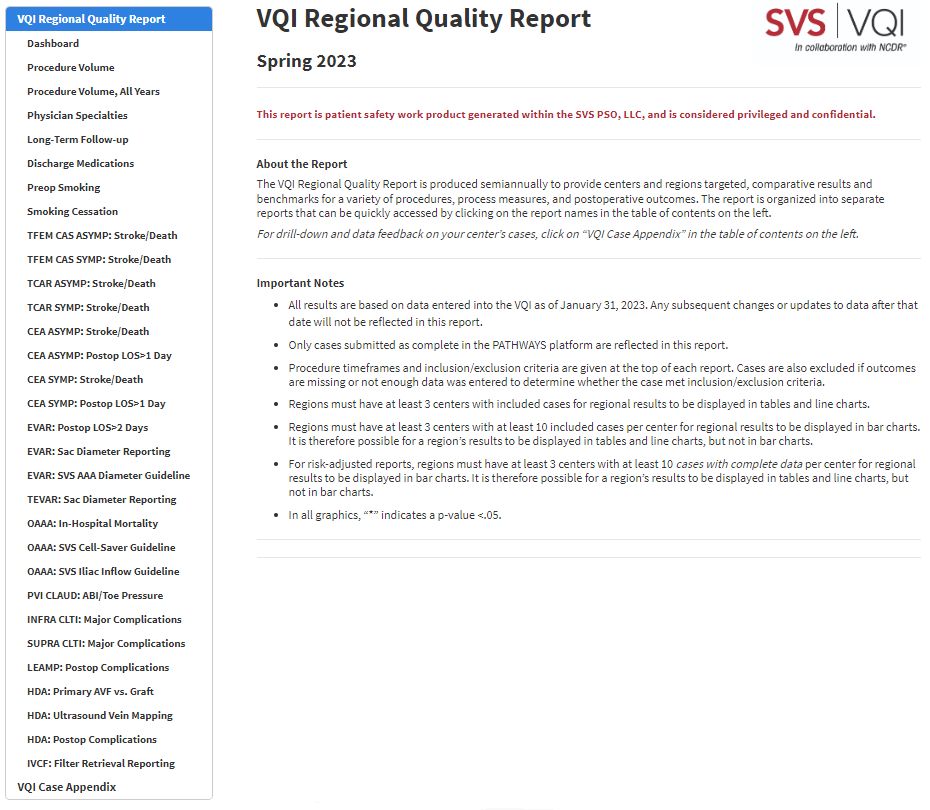 VQI Regional Quality Report
Dashboard
Procedure Volume
Procedure Volume, All Years
Physician Specialties
Long-Term Follow-up
Discharge Medications
Preop Smoking
Smoking Cessation
TFEM CAS ASYMP: Stroke/Death
TFEM CAS SYMP: Stroke/Death
TCAR ASYMP: Stroke/Death
TCAR SYMP: Stroke/Death
CEA ASYMP: Stroke/Death
CEA ASYMP: Postop LOS>1 Day
CEA SYMP: Stroke/Death
CEA SYMP: Postop LOS>1 Day
EVAR: Postop LOS>2 Days
EVAR: Sac Diameter Reporting
EVAR: SVS AAA Diameter Guideline
TEVAR: Sac Diameter Reporting
OAAA: In-Hospital Mortality
OAAA: SVS Cell-Saver Guideline
OAAA: SVS Iliac Inflow Guideline
PVI CLAUD: ABI/Toe Pressure
INFRA CLTI: Major Complications
SUPRA CLTI: Major Complications
LEAMP: Postop Complications
HDA: Primary AVF vs. Graft
HDA: Ultrasound Vein Mapping
HDA: Postop Complications
IVCF: Filter Retrieval Reporting
VQI Case Appendix
VQI Regional Quality Report
SVS | VQI
In collaboration with NCDR®
Spring 2023
This report is patient safety work product generated within the SVS PSO, LLC, and is considered privileged and confidential.
About the Report
The VQI Regional Quality Report is produced semiannually to provide centers and regions targeted, comparative results and
benchmarks for a variety of procedures, process measures, and postoperative outcomes. The report is organized into separate
reports that can be quickly accessed by clicking on the report names in the table of contents on the left.
For drill-down and data feedback on your center's cases, click on “VQI Case Appendix” in the table of contents on the left.
Important Notes
• All results are based on data entered into the VQI as of January 31, 2023. Any subsequent changes or updates to data after that
date will not be reflected in this report.
• Only cases submitted as complete in the PATHWAYS platform are reflected in this report.
• Procedure timeframes and inclusion/exclusion criteria are given at the top of each report. Cases are also excluded if outcomes
are missing or not enough data was entered to determine whether the case met inclusion/exclusion criteria.
• Regions must have at least 3 centers with included cases for regional results to be displayed in tables and line charts.
• Regions must have at least 3 centers with at least 10 included cases per center for regional results to be displayed in bar charts.
It is therefore possible for a region’s results to be displayed in tables and line charts, but not in bar charts.
• For risk-adjusted reports, regions must have at least 3 centers with at least 10 cases with complete data per center for regional
results to be displayed in bar charts. It is therefore possible for a region’s results to be displayed in tables and line charts, but
not in bar charts.
• In all graphics, “*” indicates a p-value <.05.